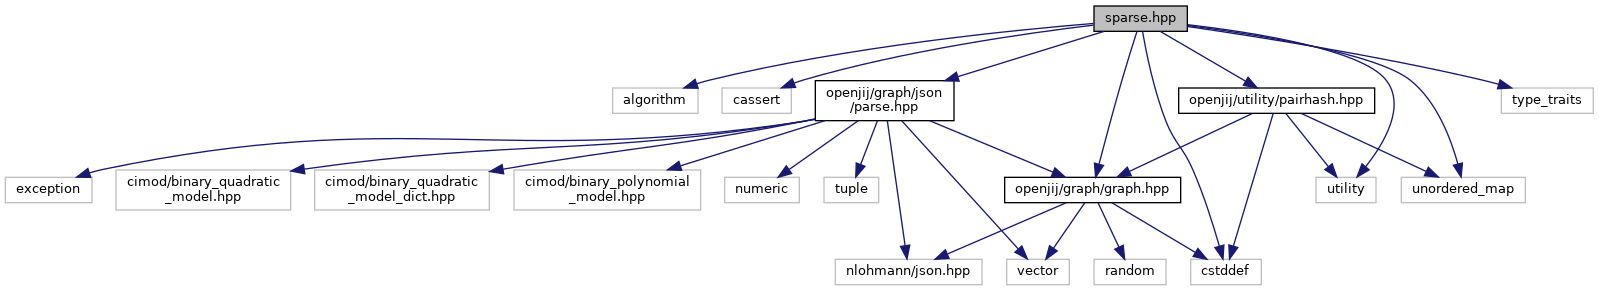 sparse.hpp
algorithm
cassert
openjij/graph/json
/parse.hpp
openjij/utility/pairhash.hpp
type_traits
exception
cimod/binary_quadratic
_model.hpp
cimod/binary_quadratic
_model_dict.hpp
cimod/binary_polynomial
_model.hpp
numeric
tuple
openjij/graph/graph.hpp
utility
unordered_map
nlohmann/json.hpp
vector
random
cstddef